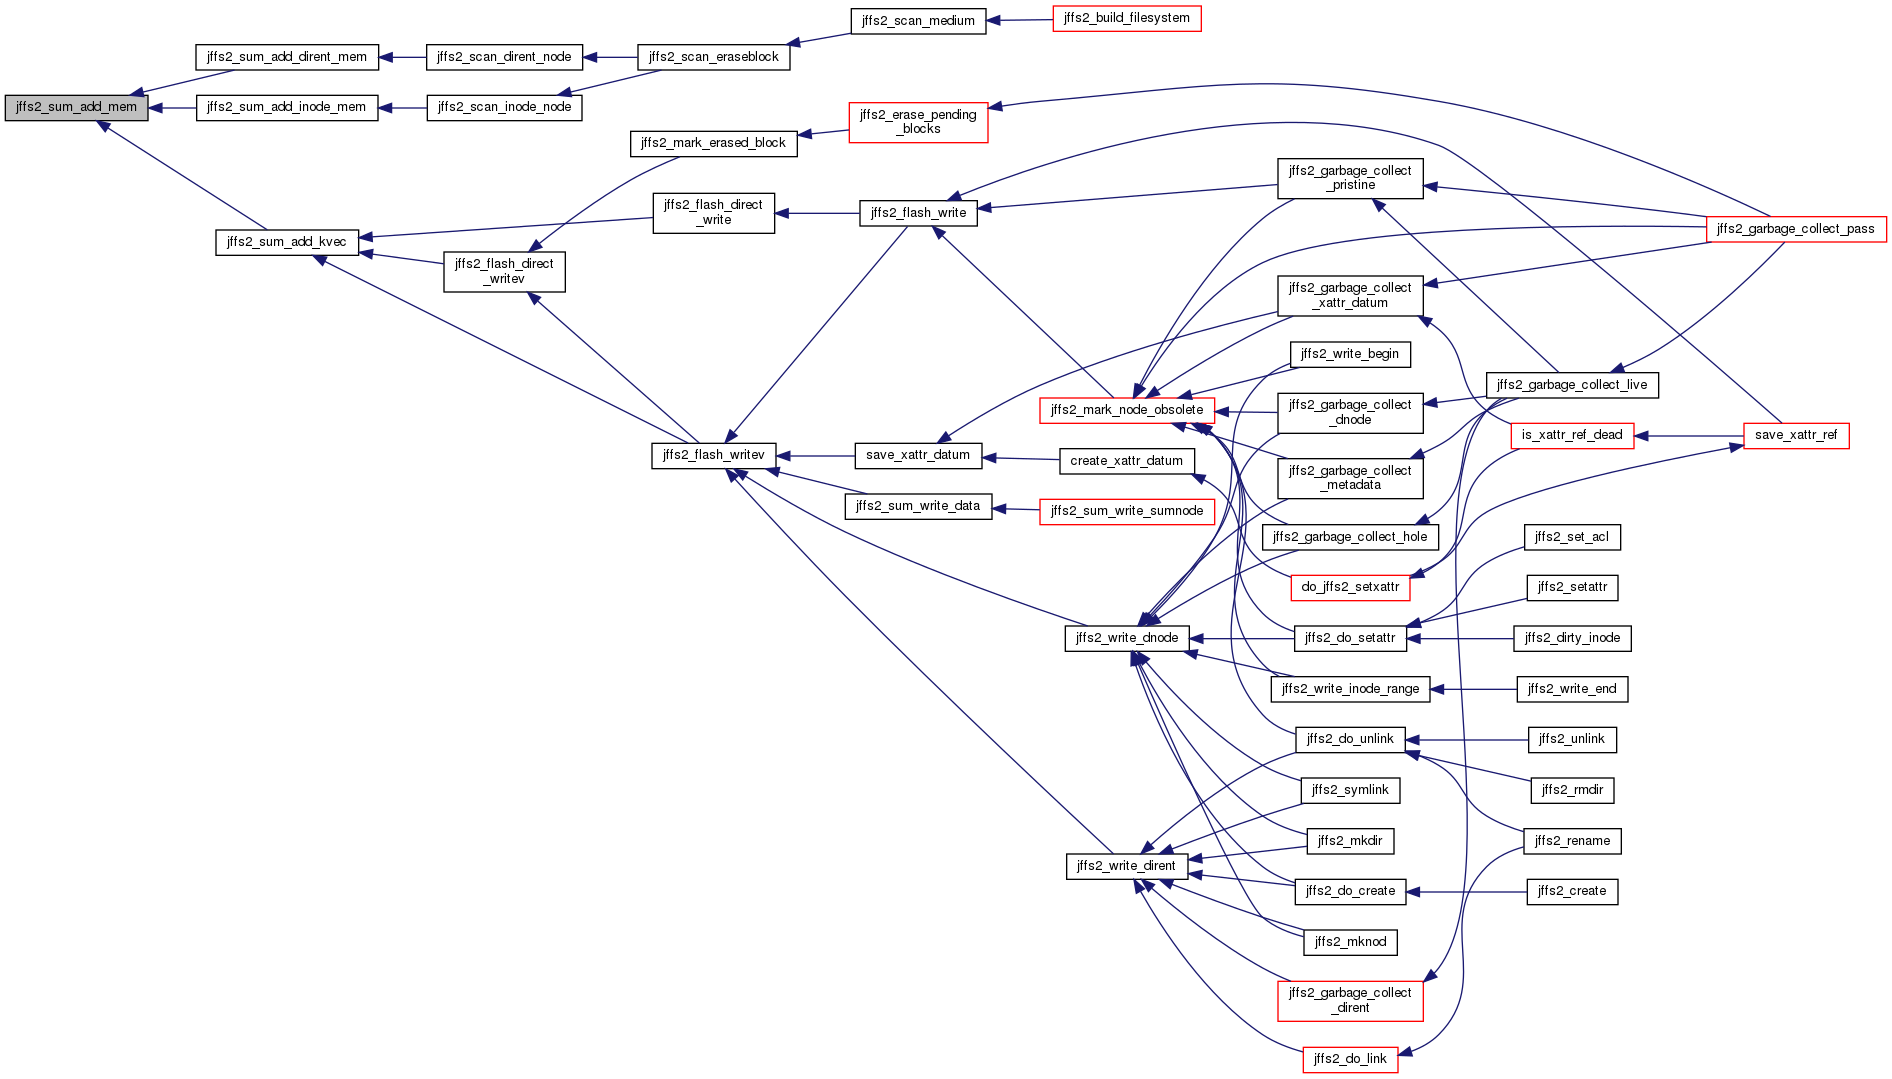 jffs2_sum_add_mem
jffs2_sum_add_dirent_mem
jffs2_sum_add_inode_mem
jffs2_sum_add_kvec
jffs2_scan_dirent_node
jffs2_scan_inode_node
jffs2_flash_direct
_writev
jffs2_scan_eraseblock
jffs2_mark_erased_block
jffs2_flash_direct
_write
jffs2_flash_writev
jffs2_scan_medium
jffs2_erase_pending
_blocks
jffs2_flash_write
save_xattr_datum
jffs2_sum_write_data
jffs2_build_filesystem
jffs2_mark_node_obsolete
create_xattr_datum
jffs2_sum_write_sumnode
jffs2_write_dnode
jffs2_write_dirent
jffs2_garbage_collect
_pristine
jffs2_garbage_collect
_xattr_datum
jffs2_write_begin
jffs2_garbage_collect
_dnode
jffs2_garbage_collect
_metadata
jffs2_garbage_collect_hole
do_jffs2_setxattr
jffs2_do_setattr
jffs2_write_inode_range
jffs2_do_unlink
jffs2_symlink
jffs2_mkdir
jffs2_do_create
jffs2_mknod
jffs2_garbage_collect
_dirent
jffs2_do_link
jffs2_garbage_collect_live
is_xattr_ref_dead
jffs2_set_acl
jffs2_setattr
jffs2_dirty_inode
jffs2_write_end
jffs2_unlink
jffs2_rmdir
jffs2_rename
jffs2_create
jffs2_garbage_collect_pass
save_xattr_ref